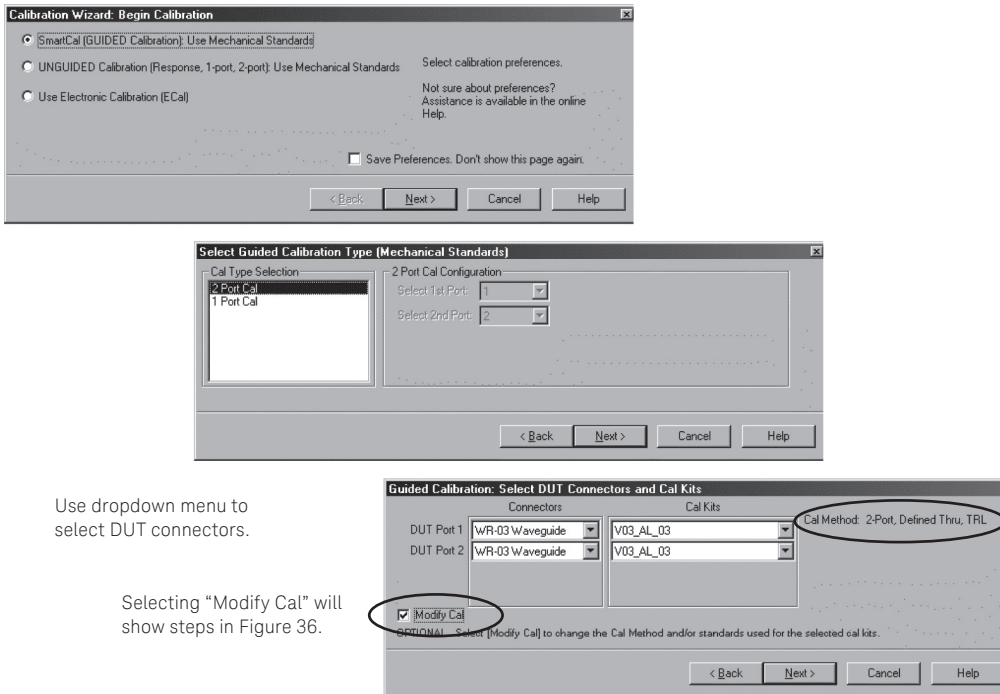 Calibration Wizard: Begin Calibration
SmartCal (GUIDED Calibration): Use Mechanical Standards
UNGUIDED Calibration (Response, 1-port, 2-port): Use Mechanical Standards
Use Electronic Calibration (ECal)
Select calibration preferences.
Not sure about preferences?
Assistance is available in the online
Help.
Save Preferences. Don't show this page again.
< Back
Next >
Cancel
Help
Select Guided Calibration Type (Mechanical Standards)
Cal Type Selection
2 Port Cal
1 Port Cal
2 Port Cal Configuration
Select 1st Port: 1
Select 2nd Port: 2
< Back
Next >
Cancel
Help
Use dropdown menu to
select DUT connectors.
Selecting “Modify Cal” will
show steps in Figure 36.
Guided Calibration: Select DUT Connectors and Cal Kits
Connectors
Cal Kits
Cal Method: 2-Port, Defined Thru, TRL
DUT Port 1 WR-03 Waveguide V03_AL_03
DUT Port 2 WR-03 Waveguide V03_AL_03
Modify Cal
OPTIONAL Select [Modify Cal] to change the Cal Method and/or standards used for the selected cal kits.
< Back
Next >
Cancel
Help